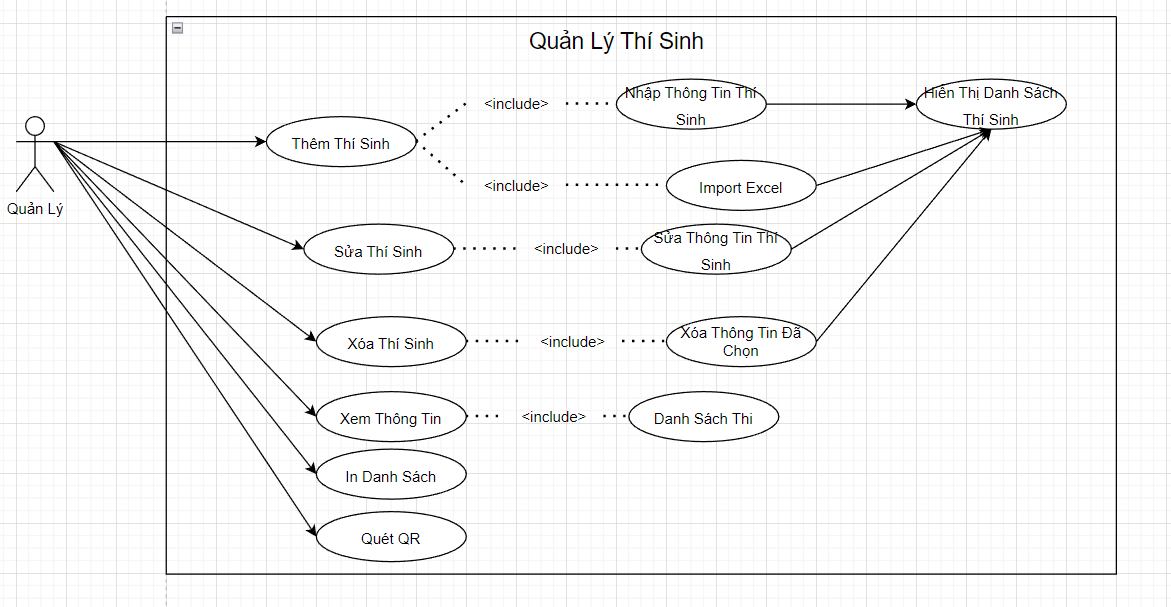 Quản Lý Thí Sinh
Quản Lý
Thêm Thí Sinh
<include>
Nhập Thông Tin Thí
Sinh
Hiển Thị Danh Sách
Thí Sinh
<include>
Import Excel
Sửa Thí Sinh
<include>
Sửa Thông Tin Thí
Sinh
Xóa Thí Sinh
<include>
Xóa Thông Tin Đã
Chọn
Xem Thông Tin
<include>
Danh Sách Thi
In Danh Sách
Quét QR